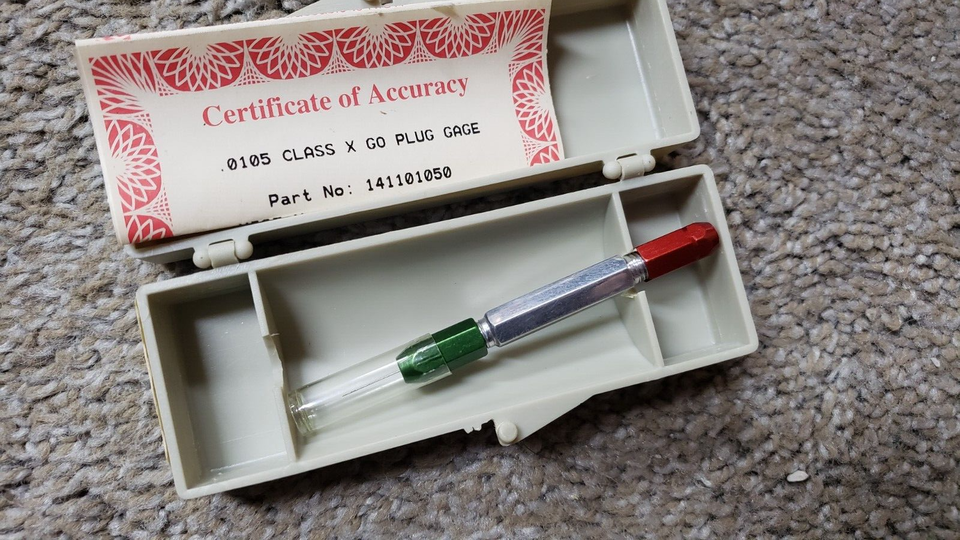 Certificate of Accuracy
.0105 CLASS X GO PLUG GAGE
Part No: 141101050